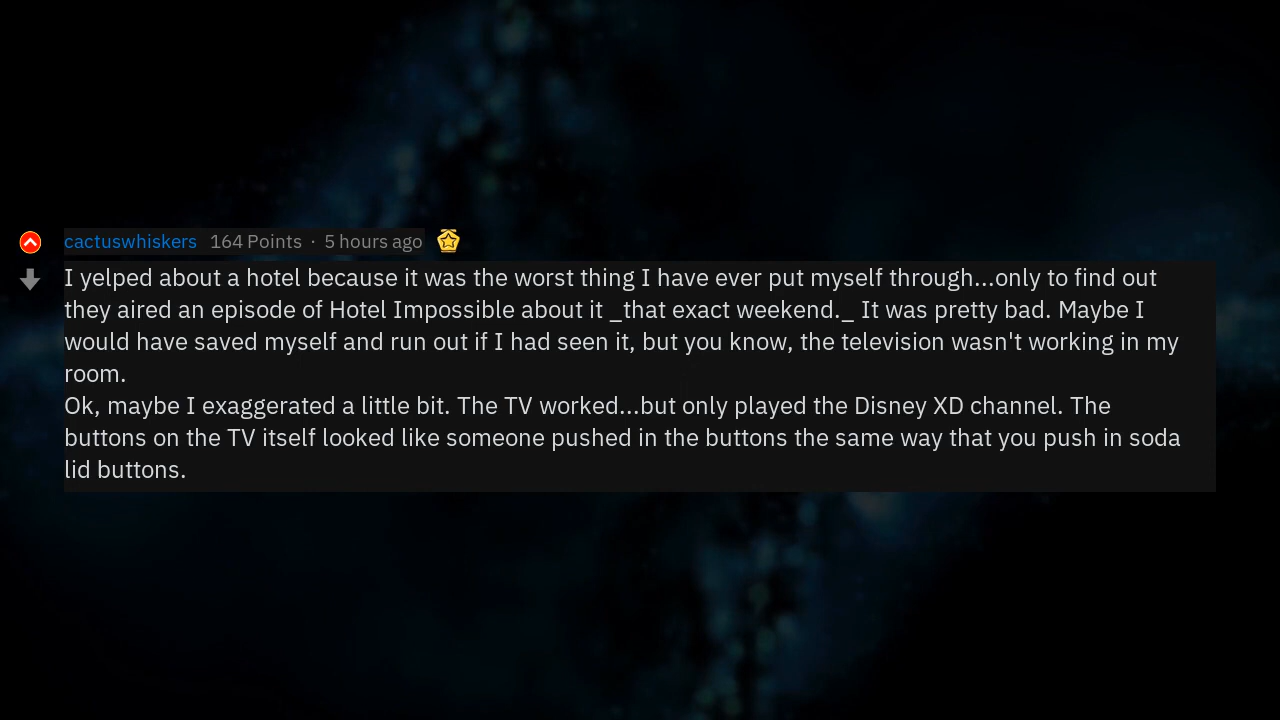 cactuswhiskers 164 Points · 5 hours ago
I yelped about a hotel because it was the worst thing I have ever put myself through...only to find out
they aired an episode of Hotel Impossible about it _that exact weekend._ It was pretty bad. Maybe I
would have saved myself and run out if I had seen it, but you know, the television wasn't working in my
room.
Ok, maybe I exaggerated a little bit. The TV worked...but only played the Disney XD channel. The
buttons on the TV itself looked like someone pushed in the buttons the same way that you push in soda
lid buttons.